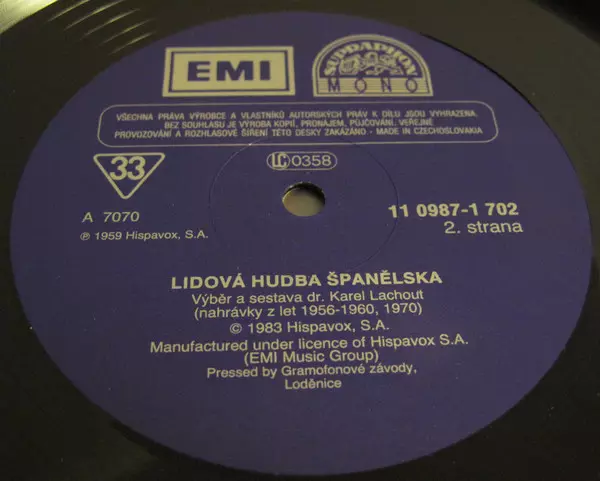 EMI
SUPRAPHON
MONO
VŠECHNA PRÁVA VÝROBCE A VLASTNÍKŮ AUTORSKÝCH PRÁV K DÍLU JSOU VYHRAZENA.
BEZ SOUHLASU JE VÝROBA KOPIÍ, PRONÁJEM, PŮJČOVÁNÍ, VEŘEJNÉ
PROVOZOVÁNÍ A ROZHLASOVÉ ŠÍŘENÍ TÉTO DESKY ZAKÁZÁNO - MADE IN CZECHOSLOVAKIA
33
LC 0358
A 7070
℗ 1959 Hispavox, S.A.
11 0987-1 702
2. strana
LIDOVÁ HUDBA ŠPANĚLSKA
Výběr a sestava dr. Karel Lachout
(nahrávky z let 1956-1960, 1970)
© 1983 Hispavox, S.A.
Manufactured under licence of Hispavox S.A.
(EMI Music Group)
Pressed by Gramofonové závody,
Loděnice